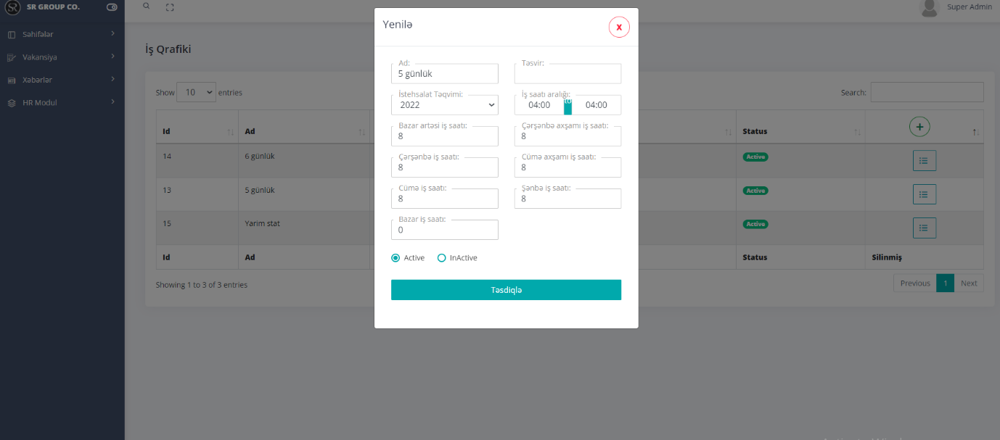 SR GROUP CO.
Super Admin
Səhifələr
Vakansiya
Xəbərlər
HR Modul
İş Qrafiki
Show 10 entries
Search:
Id Ad Status
14 6 günlük Active
13 5 günlük Active
15 Yarim stat Active
Id Ad Status Silinmiş
Showing 1 to 3 of 3 entries
Previous 1 Next
Yenilə
x
Ad:
5 günlük
Təsvir:
İstehsalat Təqvimi:
2022
İş saatı aralığı:
04:00 to 04:00
Bazar artəsi iş saatı:
8
Çərşənbə axşamı iş saatı:
8
Çərşənbə iş saatı:
8
Cümə axşamı iş saatı:
8
Cümə iş saatı:
8
Şənbə iş saatı:
8
Bazar iş saatı:
0
Active InActive
Təsdiqlə